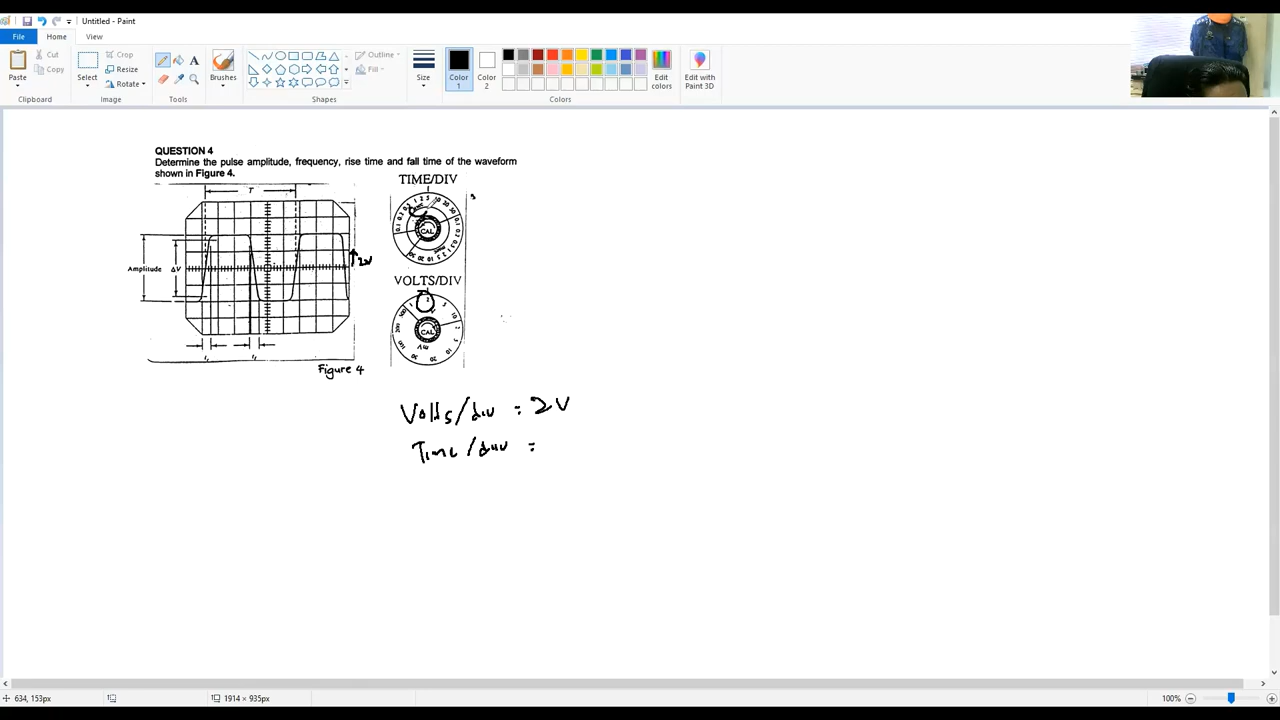 Untitled - Paint
File Home View
Paste
Cut
Copy
Clipboard
Select
Crop
Resize
Rotate
Image
Tools
Brushes
Shapes
Outline
Fill
Size
Color 1
Color 2
Colors
Edit colors
Edit with Paint 3D
QUESTION 4
Determine the pulse amplitude, frequency, rise time and fall time of the waveform
shown in Figure 4.
TIME/DIV
T
CAL
Amplitude
ΔV
2V
VOLTS/DIV
CAL
mV
Figure 4
Volts/div = 2V
Time/div =
634, 153px
1914 × 935px
100%